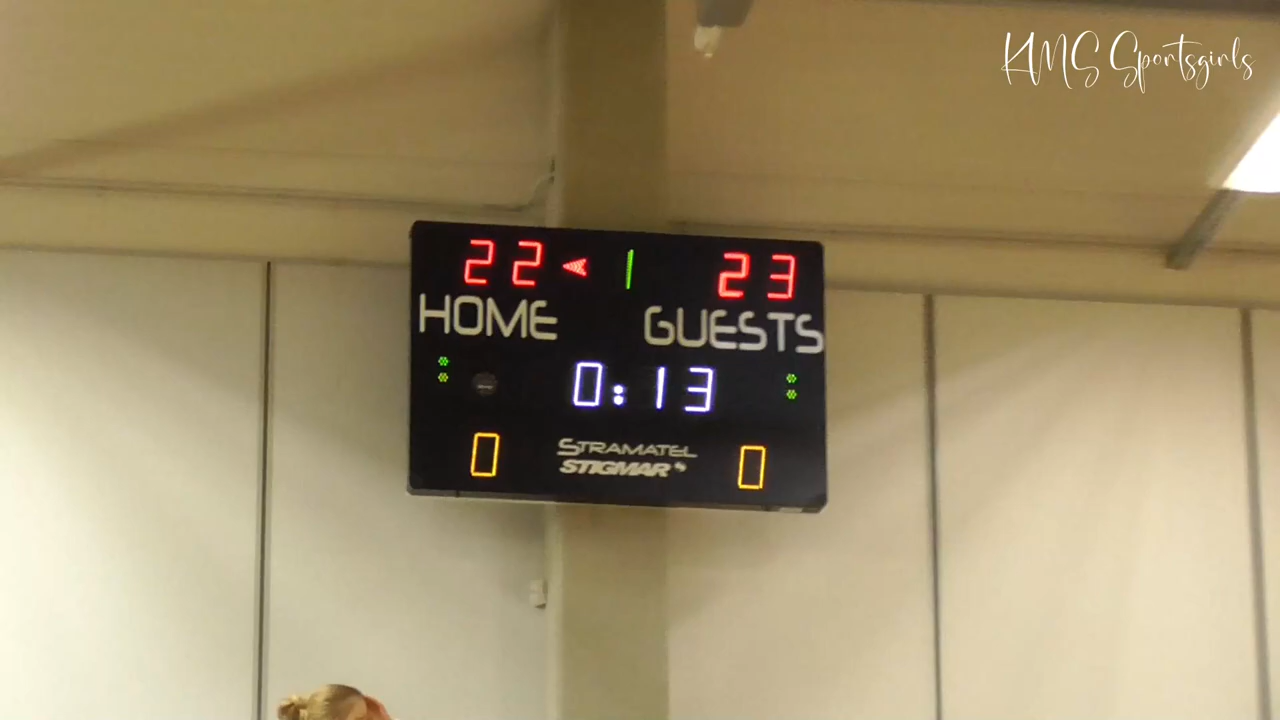 KMS Sportsgirls
22 1 23
HOME GUESTS
0:13
0 0
STRAMATEL
STIGMAR